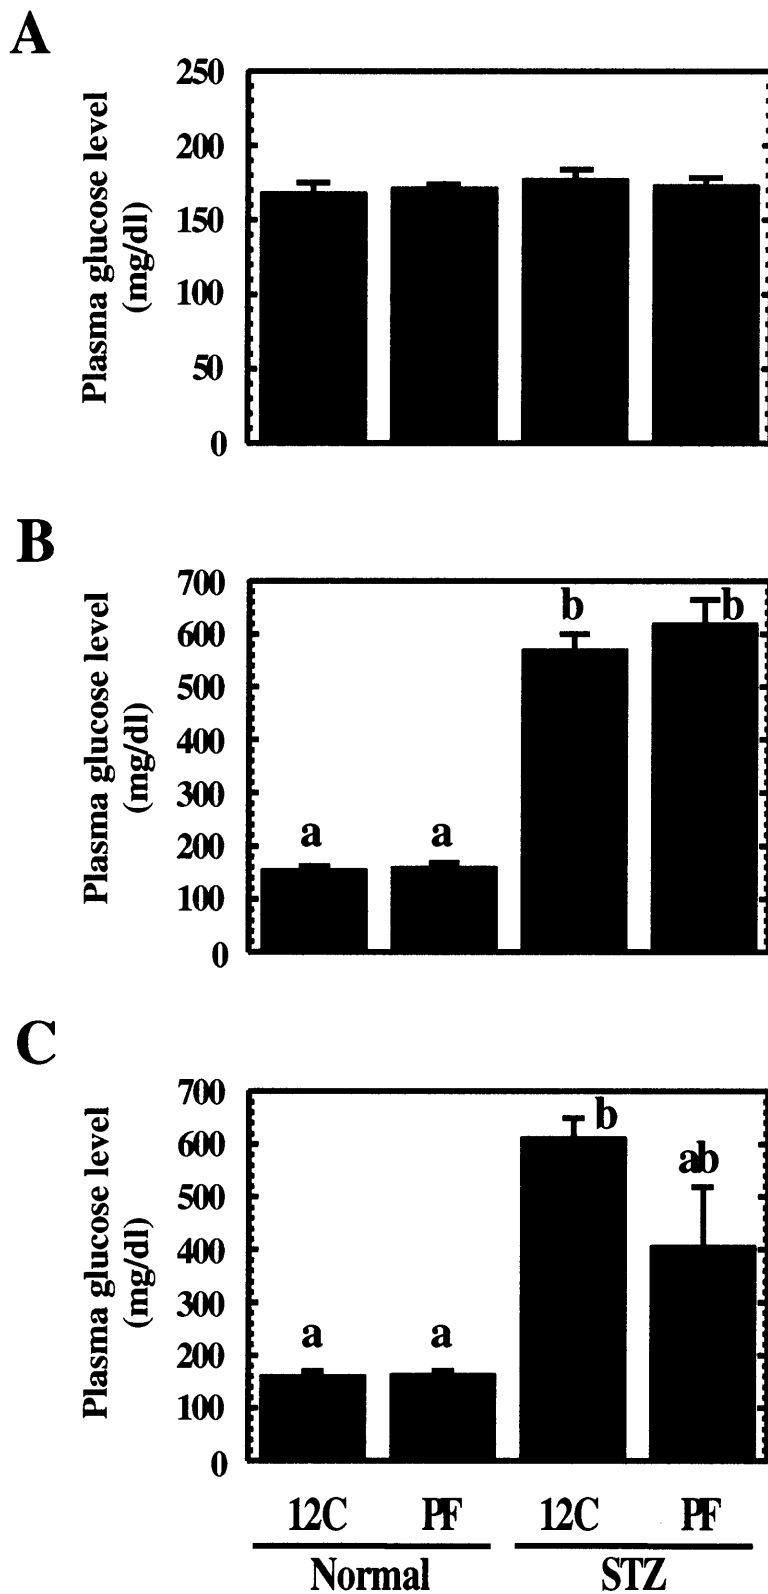 A
Plasma glucose level
(mg/dl)
250
200
150
100
50
0
B
Plasma glucose level
(mg/dl)
700
600
500
400
300
200
100
0
a
a
b
b
C
Plasma glucose level
(mg/dl)
700
600
500
400
300
200
100
0
a
a
b
ab
12C PF 12C PF
Normal STZ